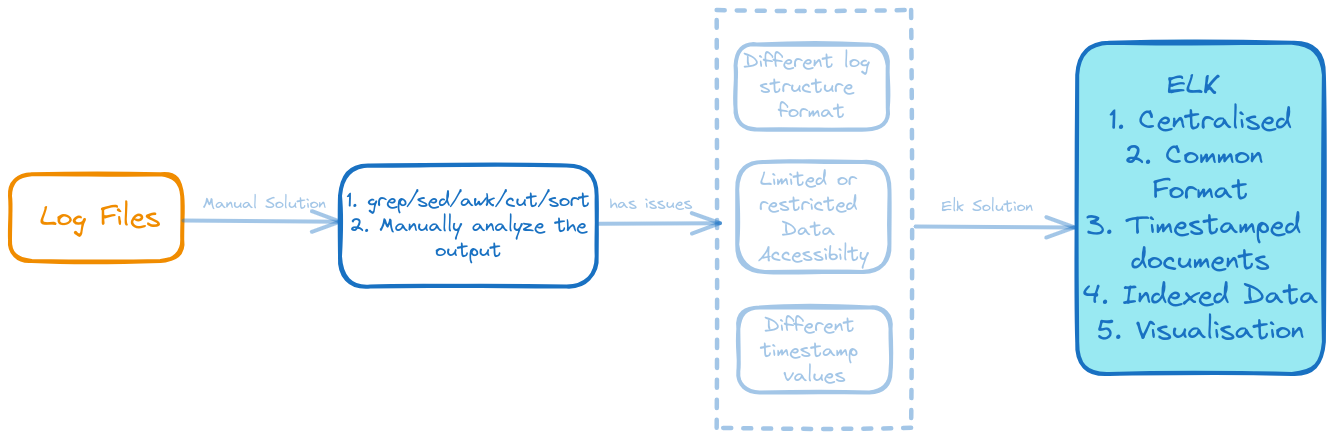 Log Files
Manual Solution
1. grep/sed/awk/cut/sort
2. Manually analyze the
output
has issues
Different log
structure
format
Limited or
restricted
Data
Accessibilty
Different
timestamp
values
Elk Solution
ELK
1. Centralised
2. Common
Format
3. Timestamped
documents
4. Indexed Data
5. Visualisation